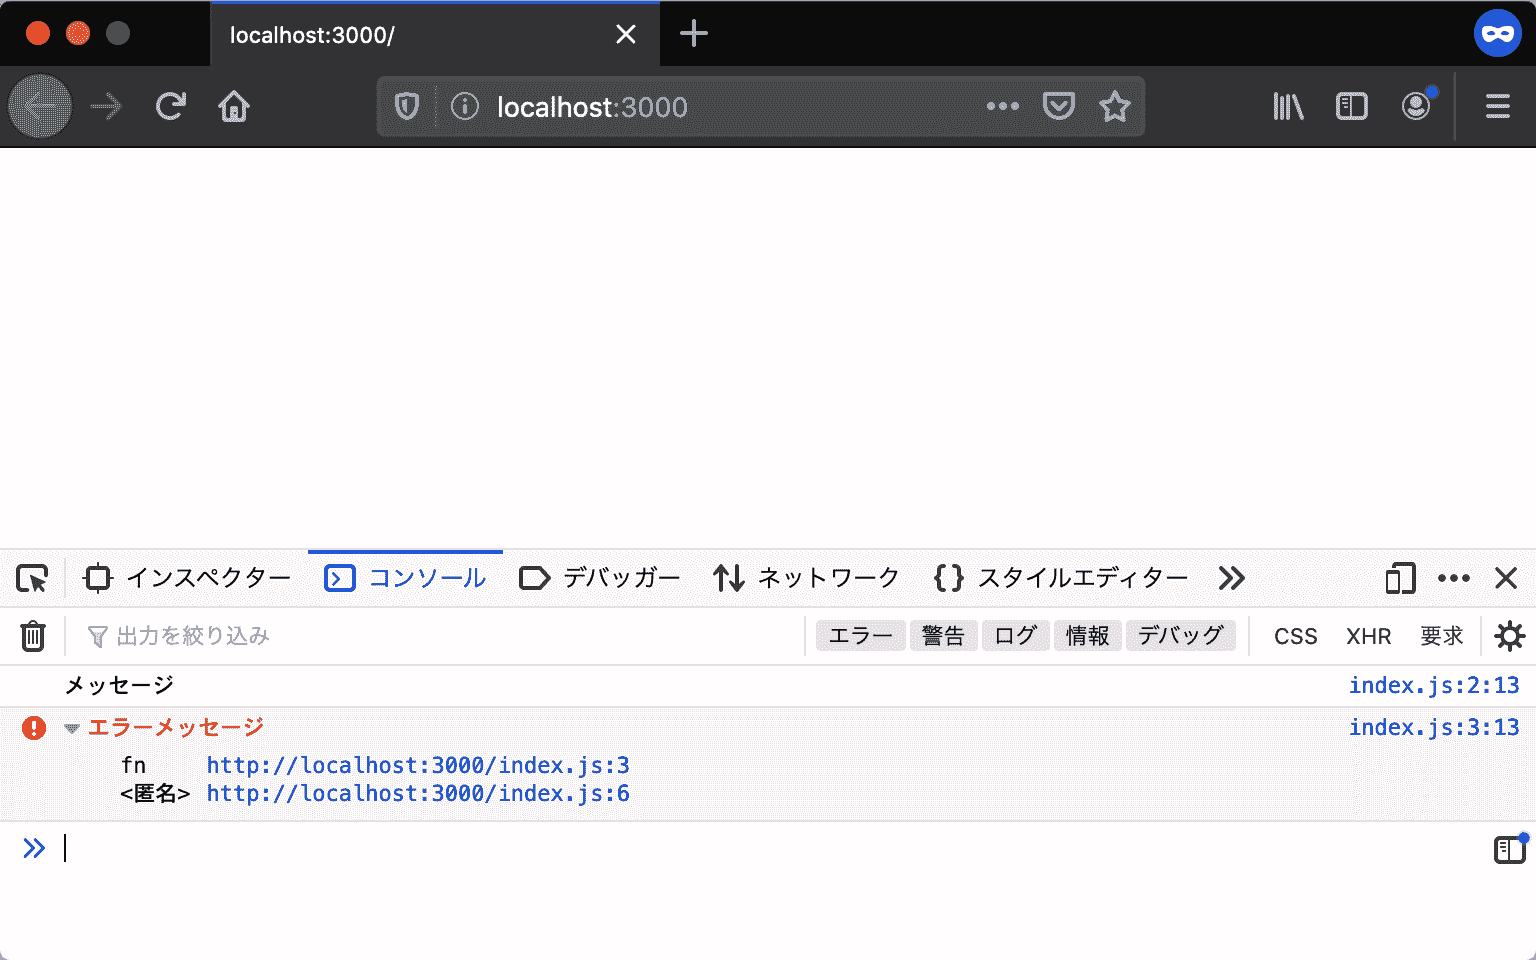 localhost:3000/
localhost:3000
インスペクター コンソール デバッガー ネットワーク スタイルエディター
出力を絞り込み エラー 警告 ログ 情報 デバッグ CSS XHR 要求
メッセージ index.js:2:13
エラーメッセージ index.js:3:13
fn http://localhost:3000/index.js:3
<匿名> http://localhost:3000/index.js:6